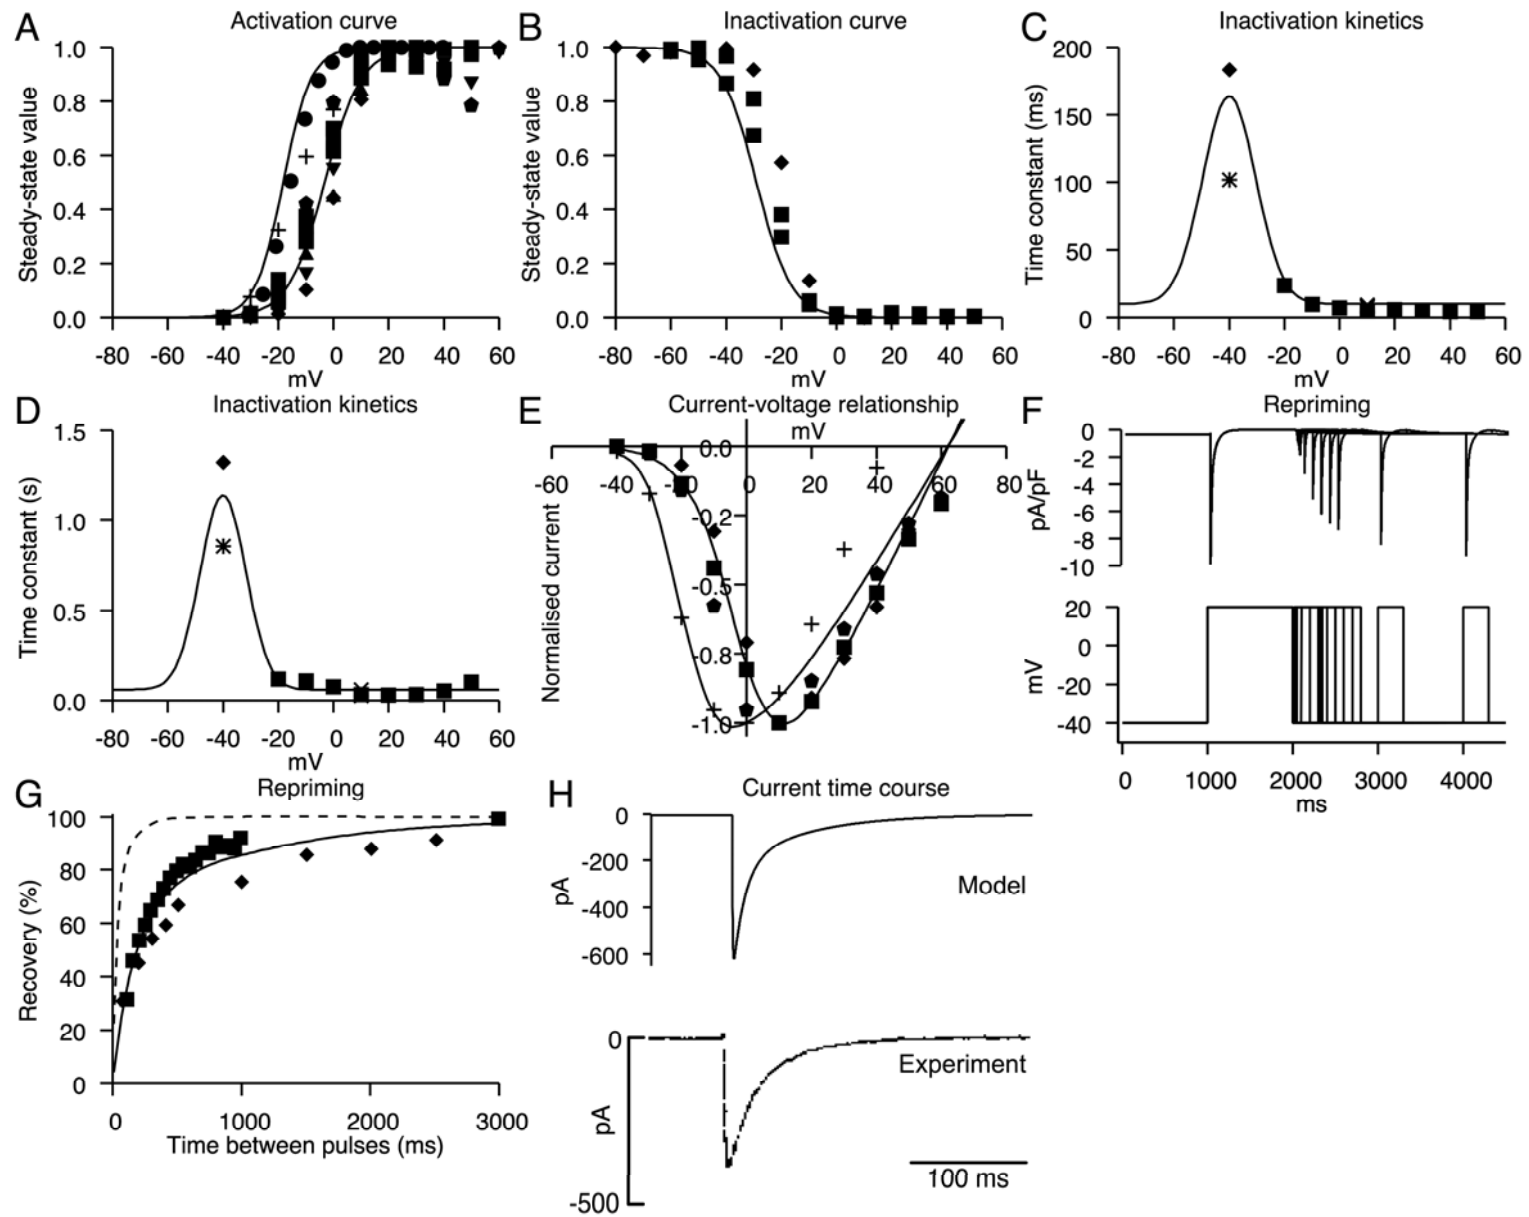 A
Activation curve
Steady-state value
1.0
0.8
0.6
0.4
0.2
0.0
-80 -60 -40 -20 0 20 40 60
mV
B
Inactivation curve
Steady-state value
1.0
0.8
0.6
0.4
0.2
0.0
-80 -60 -40 -20 0 20 40 60
mV
C
Inactivation kinetics
Time constant (ms)
200
150
100
50
0
-80 -60 -40 -20 0 20 40 60
mV
D
Inactivation kinetics
Time constant (s)
1.5
1.0
0.5
0.0
-80 -60 -40 -20 0 20 40 60
mV
E
Current-voltage relationship
mV
Normalised current
0.0
-60 -40 -20 0 20 40 60 80
-0.2
-0.5
-0.8
-1.0
F
Repriming
pA/pF
0
-2
-4
-6
-8
-10
mV
20
0
-20
-40
0 1000 2000 3000 4000
ms
G
Repriming
Recovery (%)
100
80
60
40
20
0
0 1000 2000 3000
Time between pulses (ms)
H
Current time course
pA
0
-200
-400
-600
Model
pA
0
-500
Experiment
100 ms